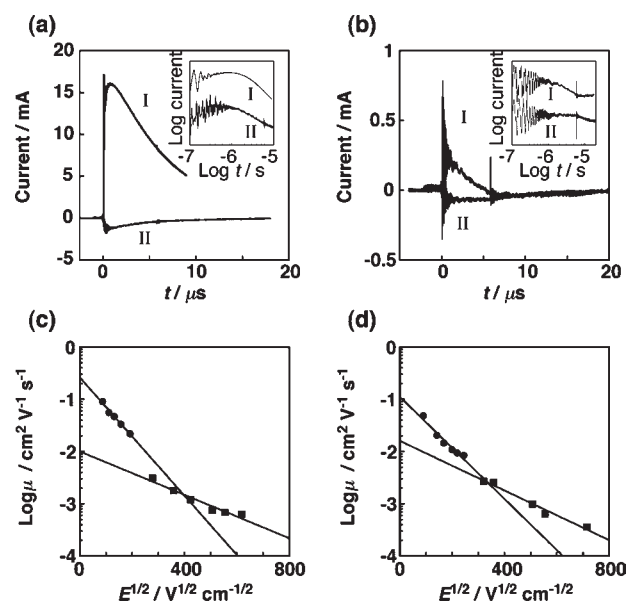 (a)
20
15
10
5
0
-5
Current / mA
0
10
20
t / μs
I
II
Log current
I
II
-7
-6
-5
Log t / s
(b)
1
0.5
0
-0.5
Current / mA
0
10
20
t / μs
I
II
Log current
I
II
-7
-6
-5
Log t / s
(c)
0
-1
-2
-3
-4
Logμ / cm² V⁻¹ s⁻¹
0
400
800
E¹/² / V¹/² cm⁻¹/²
(d)
0
-1
-2
-3
-4
Logμ / cm² V⁻¹ s⁻¹
0
400
800
E¹/² / V¹/² cm⁻¹/²